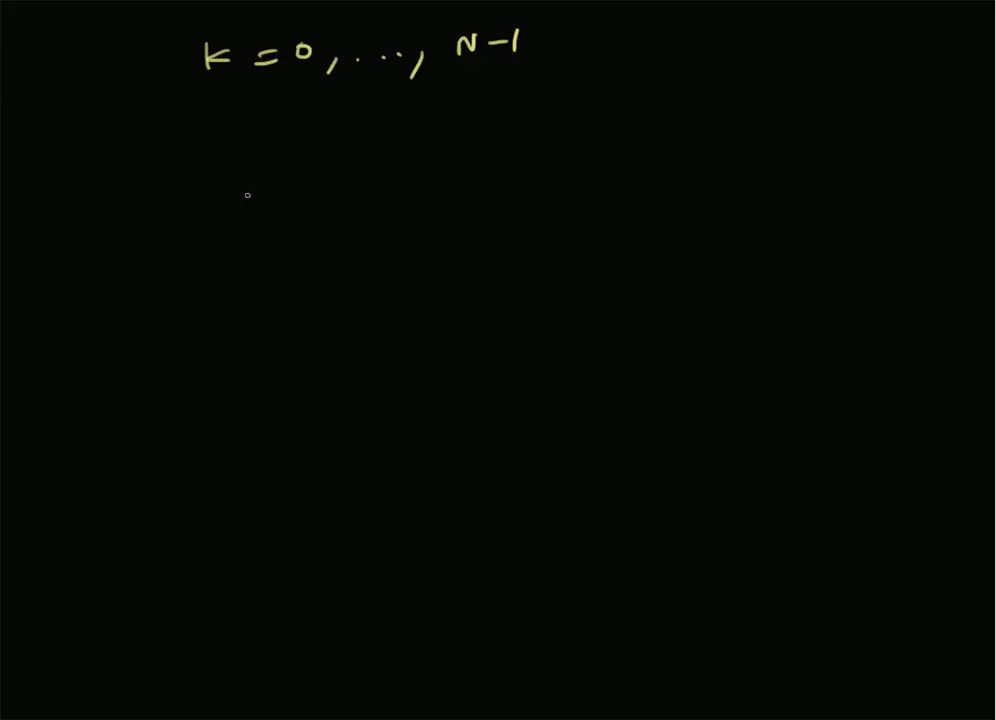 k = 0, ..., N-1